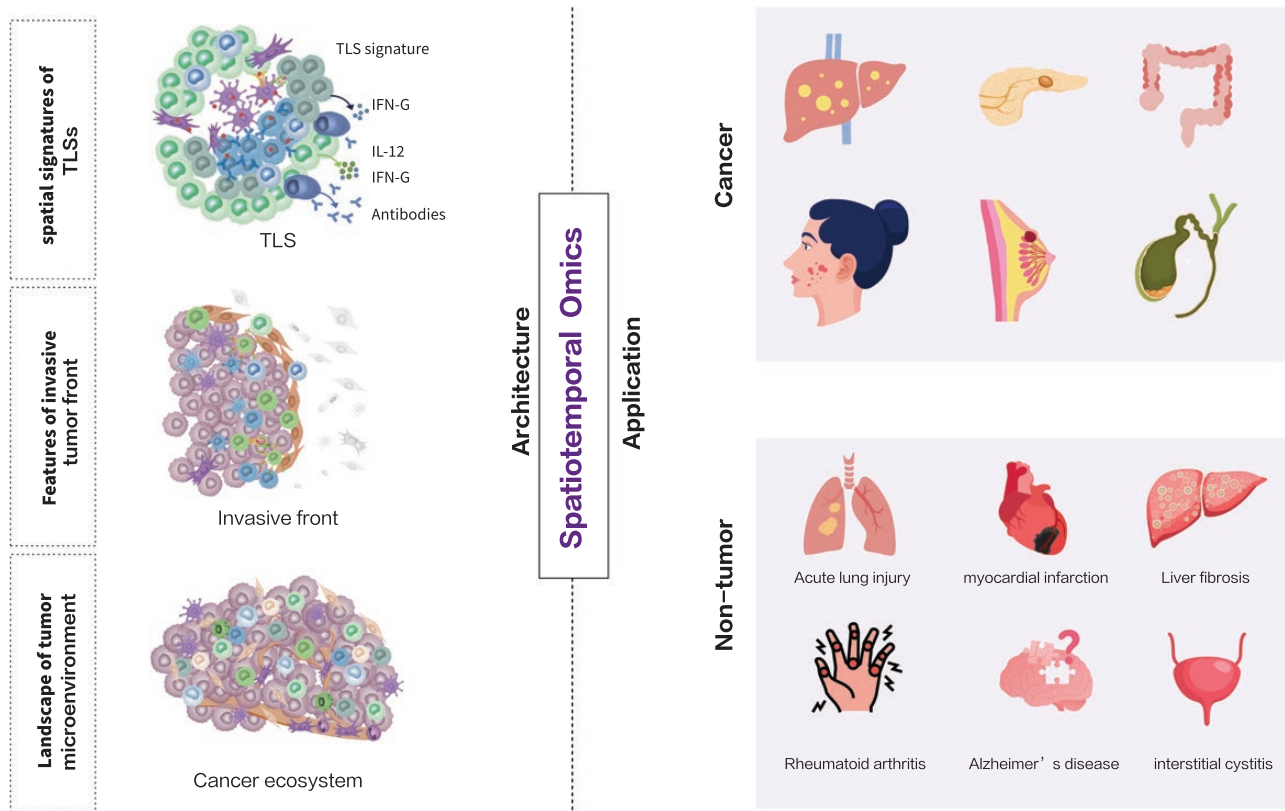 spatial signatures of
TLSs
TLS signature
IFN-G
IL-12
IFN-G
Antibodies
TLS
Features of invasive
tumor front
Invasive front
Landscape of tumor
microenvironment
Cancer ecosystem
Architecture
Spatiotemporal Omics
Application
Cancer
Non-tumor
Acute lung injury
myocardial infarction
Liver fibrosis
Rheumatoid arthritis
Alzheimer’s disease
interstitial cystitis